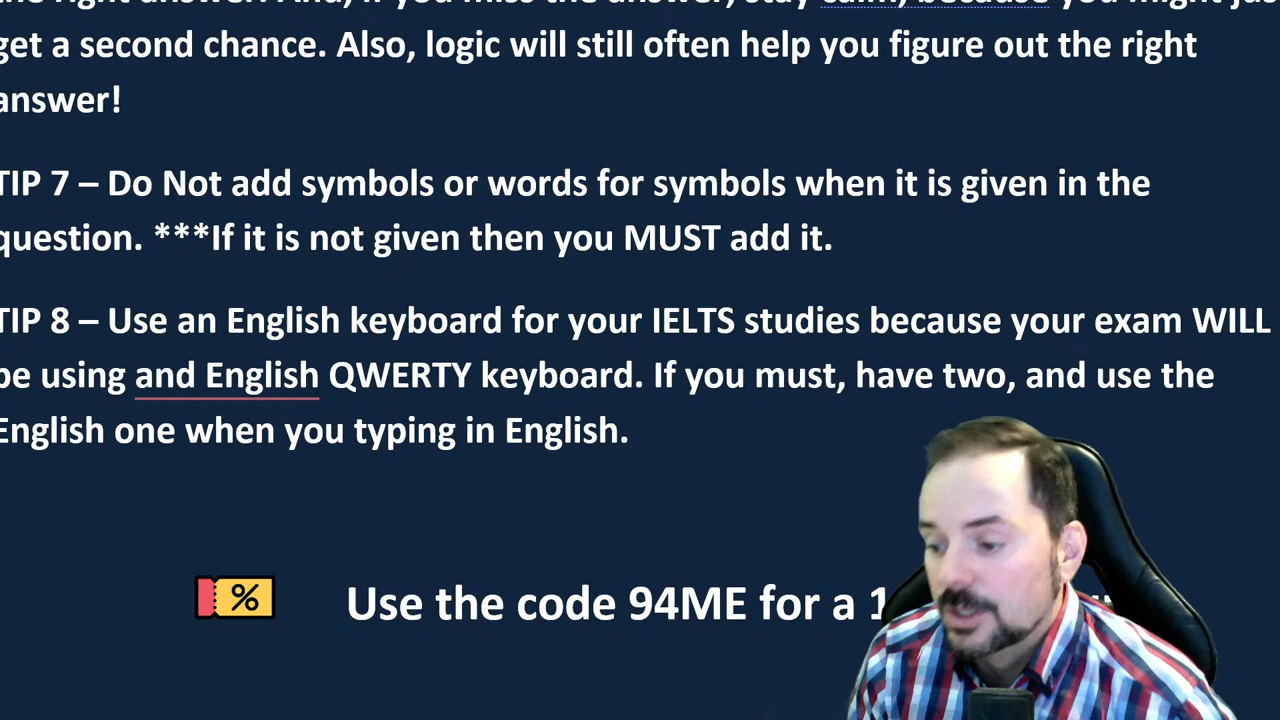 get a second chance. Also, logic will still often help you figure out the right
answer!
TIP 7 – Do Not add symbols or words for symbols when it is given in the
question. ***If it is not given then you MUST add it.
TIP 8 – Use an English keyboard for your IELTS studies because your exam WILL
be using and English QWERTY keyboard. If you must, have two, and use the
English one when you typing in English.
% Use the code 94ME for a